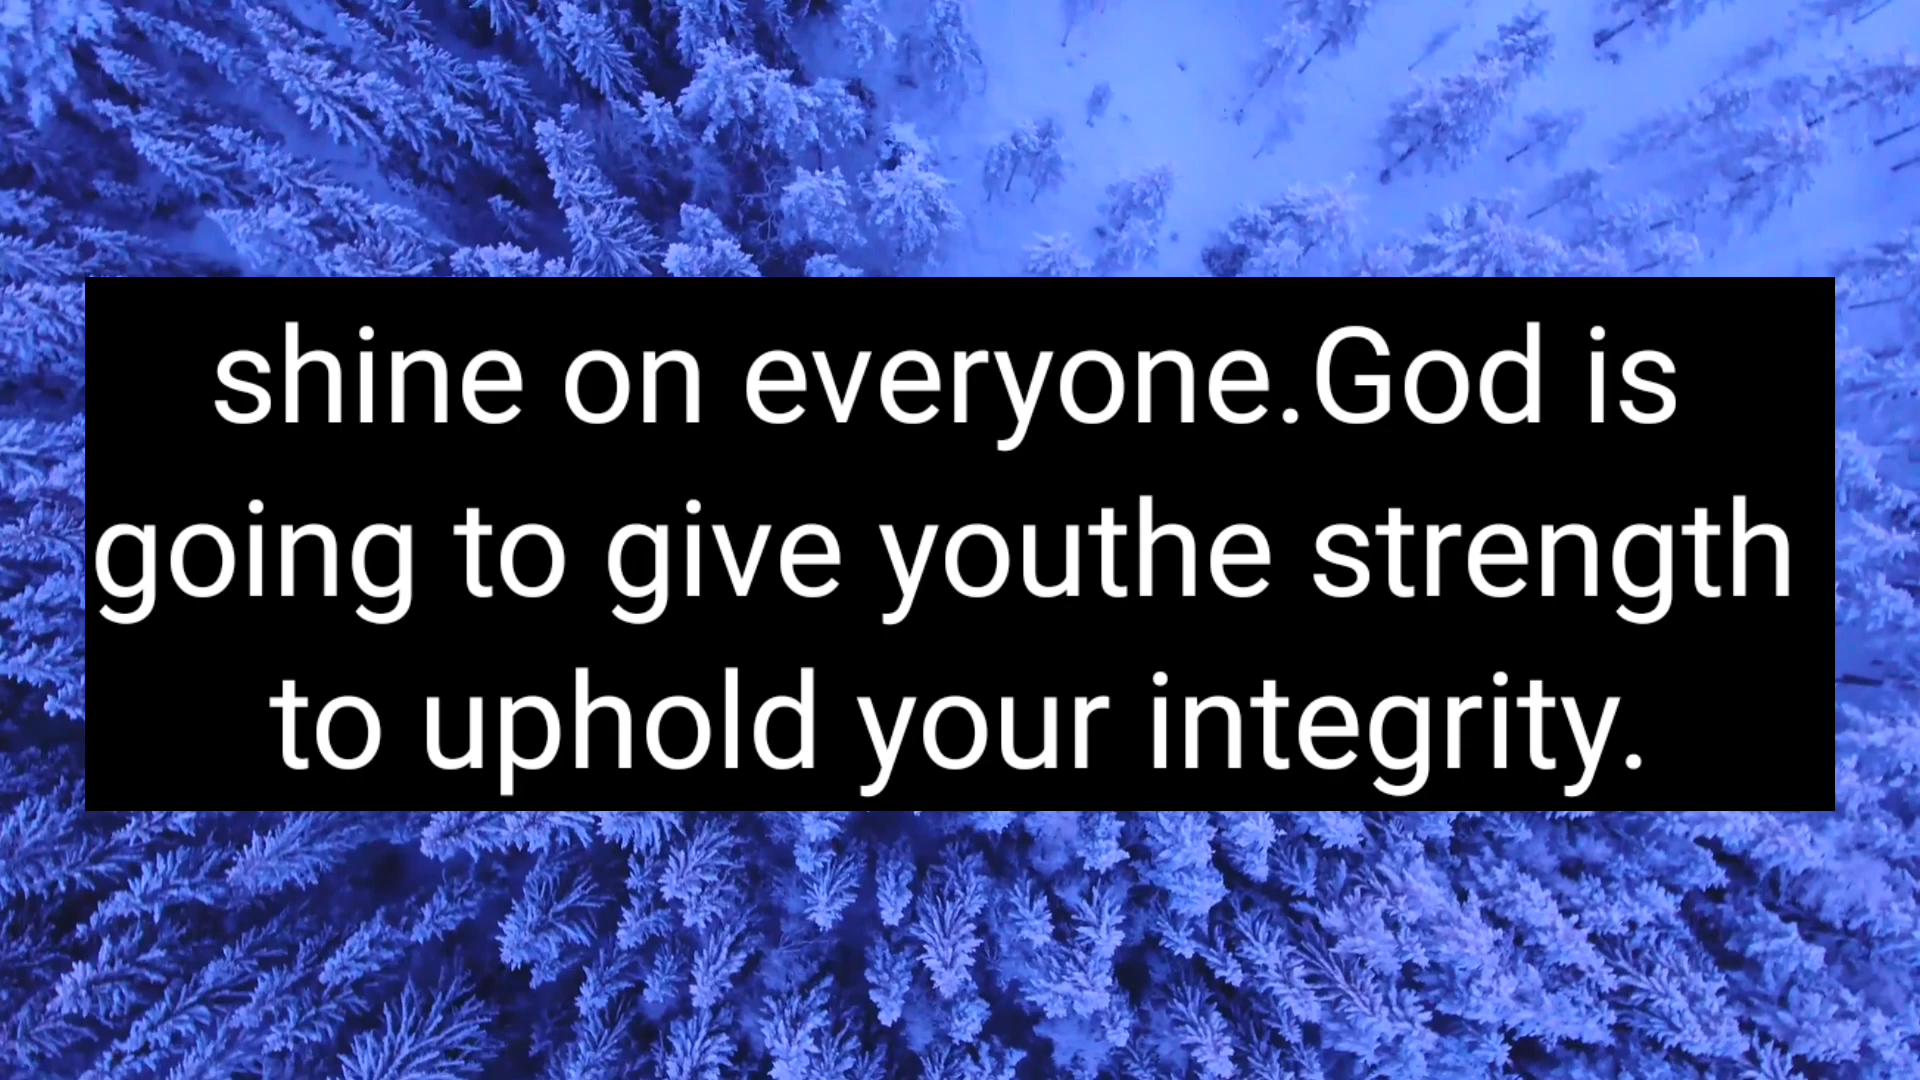 shine on everyone.God is
going to give youthe strength
to uphold your integrity.